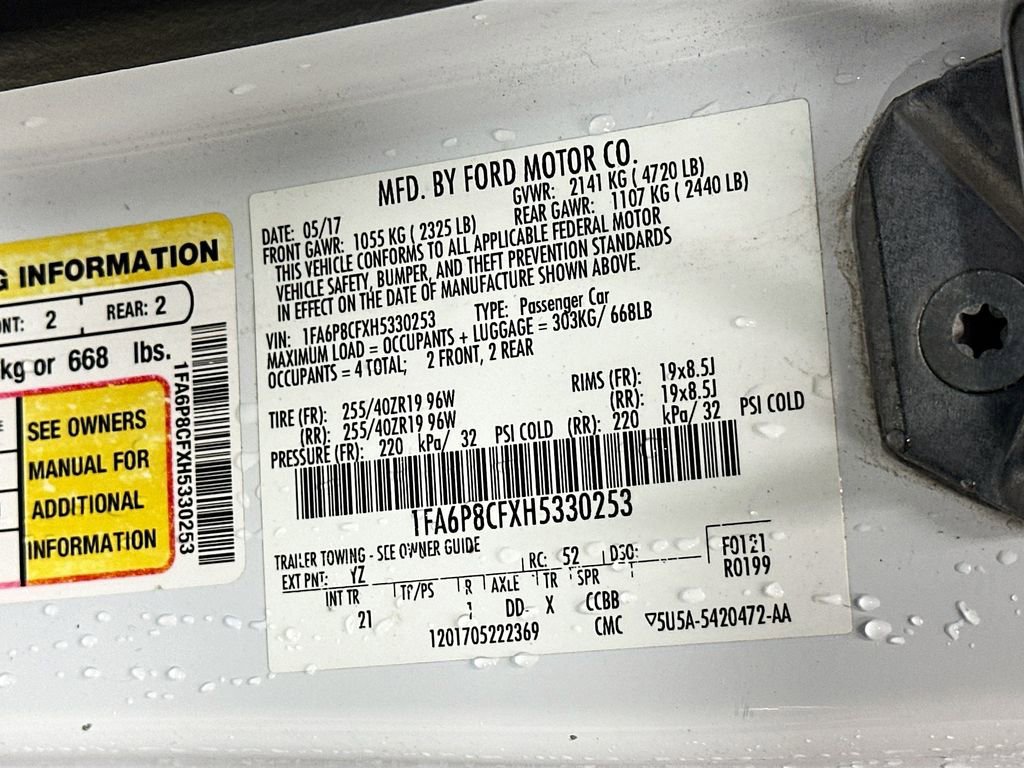 MFD. BY FORD MOTOR CO.
DATE: 05/17 GVWR: 2141 KG ( 4720 LB)
FRONT GAWR: 1055 KG ( 2325 LB) REAR GAWR: 1107 KG ( 2440 LB)
THIS VEHICLE CONFORMS TO ALL APPLICABLE FEDERAL MOTOR
VEHICLE SAFETY, BUMPER, AND THEFT PREVENTION STANDARDS
IN EFFECT ON THE DATE OF MANUFACTURE SHOWN ABOVE.
VIN: 1FA6P8CFXH5330253 TYPE: Passenger Car
MAXIMUM LOAD = OCCUPANTS + LUGGAGE = 303KG/ 668LB
OCCUPANTS = 4 TOTAL; 2 FRONT, 2 REAR
TIRE (FR): 255/40ZR19 96W RIMS (FR): 19x8.5J
(RR): 255/40ZR19 96W (RR): 19x8.5J
PRESSURE (FR): 220 kPa/ 32 PSI COLD (RR): 220 kPa/ 32 PSI COLD
1FA6P8CFXH5330253
TRAILER TOWING - SEE OWNER GUIDE
EXT PNT: YZ RC: 52 DSO: F0121
R0199
INT TR TP/PS R AXLE TR SPR
21 1 DD- X CCBB
1201705222369 CMC ▽5U5A-5420472-AA
G INFORMATION
NT: 2 REAR: 2
kg or 668 lbs.
SEE OWNERS
MANUAL FOR
ADDITIONAL
INFORMATION
1FA6P8CFXH5330253